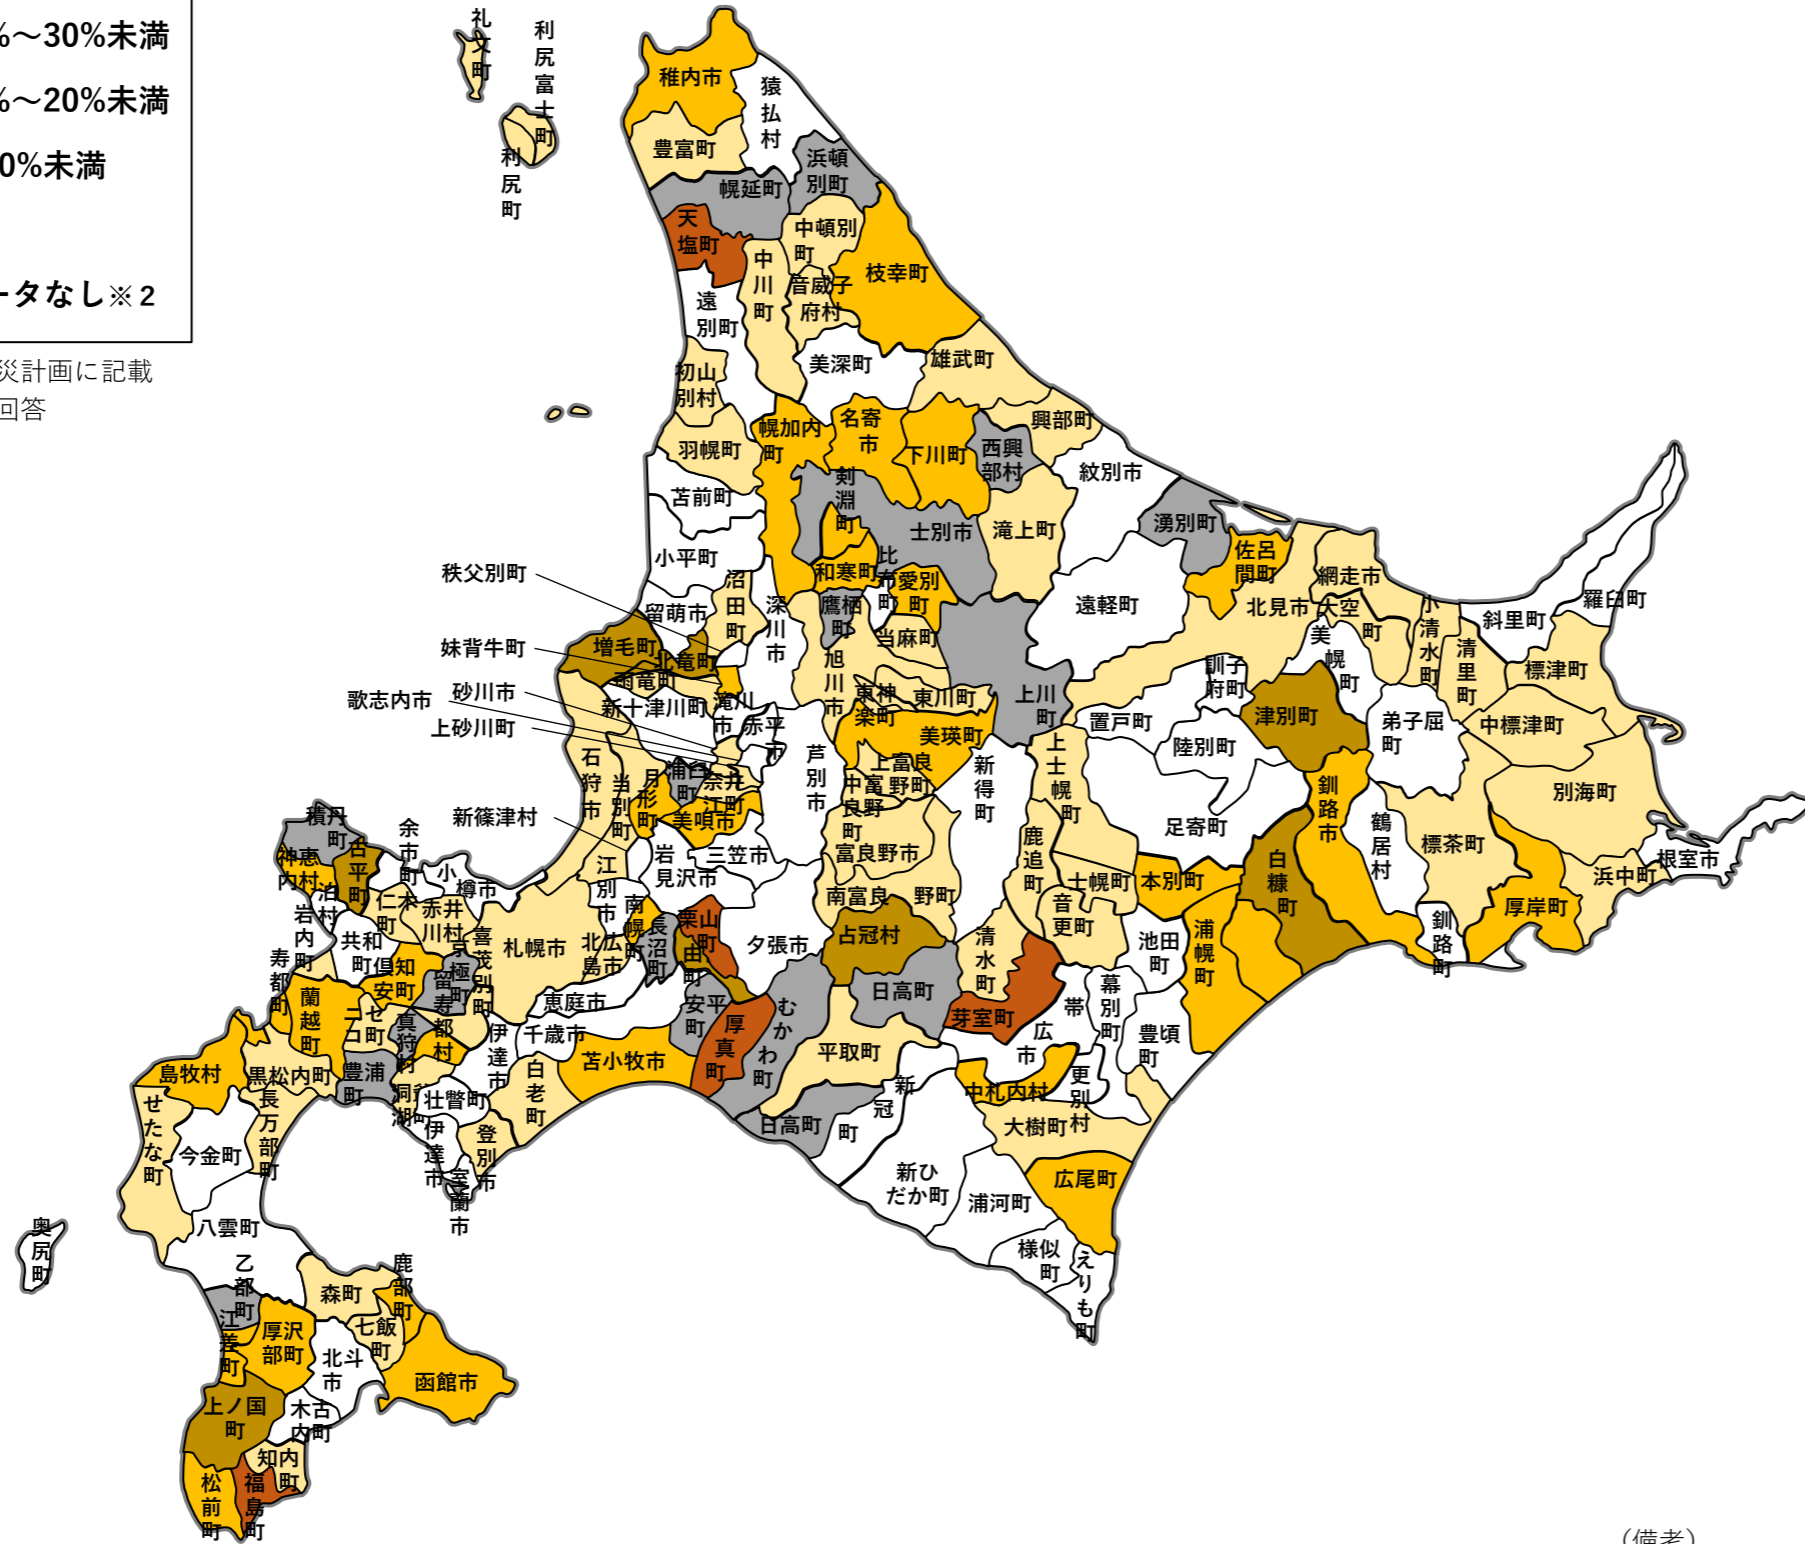 %～30%未満
%～20%未満
0%未満
ータなし※2
災計画に記載
回答
礼文町
利尻富士町
利尻町
稚内市
猿払村
豊富町
浜頓別町
幌延町
天塩町
中頓別町
枝幸町
中川町
音威子府村
遠別町
美深町
雄武町
初山別村
興部町
幌加内町
名寄市
下川町
西興部村
羽幌町
紋別市
苫前町
剣淵町
士別市
滝上町
湧別町
小平町
佐呂間町
和寒町
比布町
愛別町
網走市
秩父別町
沼田町
深川市
鷹栖町
遠軽町
北見市
大空町
小清水町
斜里町
羅臼町
留萌市
当麻町
美幌町
清里町
妹背牛町
増毛町
北竜町
旭川市
訓子府町
標津町
雨竜町
歌志内市
砂川市
新十津川町
滝川市
東神楽町
東川町
上川町
津別町
上砂川町
赤平市
美瑛町
置戸町
陸別町
弟子屈町
中標津町
石狩市
当別町
月形町
浦臼町
奈井江町
芦別市
上富良野町
中富良野町
新得町
上士幌町
釧路市
別海町
新篠津村
美唄市
足寄町
鶴居村
標茶町
積丹町
余市町
古平町
神恵内村
小樽市
江別市
岩見沢市
三笠市
富良野市
鹿追町
士幌町
本別町
白糠町
浜中町
根室市
泊村
仁木町
赤井川村
南幌町
栗山町
南富良野町
音更町
浦幌町
厚岸町
岩内町
共和町
札幌市
北広島市
長沼町
由町
夕張市
占冠村
清水町
池田町
釧路町
寿都町
蘭越町
倶知安町
京極町
喜茂別町
恵庭市
安平町
むかわ町
日高町
芽室町
帯広市
幕別町
豊頃町
ニセコ町
真狩村
留寿都村
伊達市
千歳市
厚真町
苫小牧市
平取町
島牧村
黒松内町
豊浦町
壮瞥町
白老町
中札内村
更別村
せたな町
長万部町
伊達市
登別市
日高町
新冠町
大樹町
今金町
室蘭市
新ひだか町
浦河町
広尾町
奥尻町
八雲町
様似町
えりも町
乙部町
森町
鹿部町
江差町
厚沢部町
七飯町
北斗市
函館市
上ノ国町
木古内町
知内町
松前町
福島町
（備考）